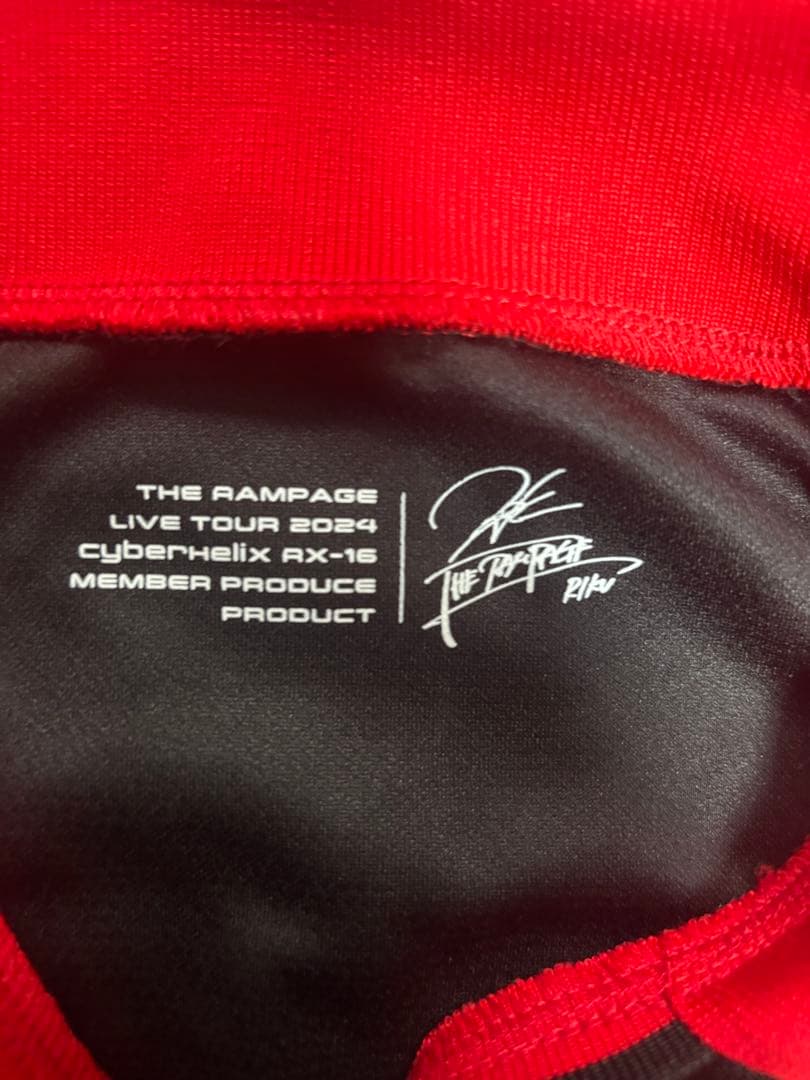 THE RAMPAGE
LIVE TOUR 2024
cyberHelix RX-16
MEMBER PRODUCE
PRODUCT
THE RAMPAGE
RIKU